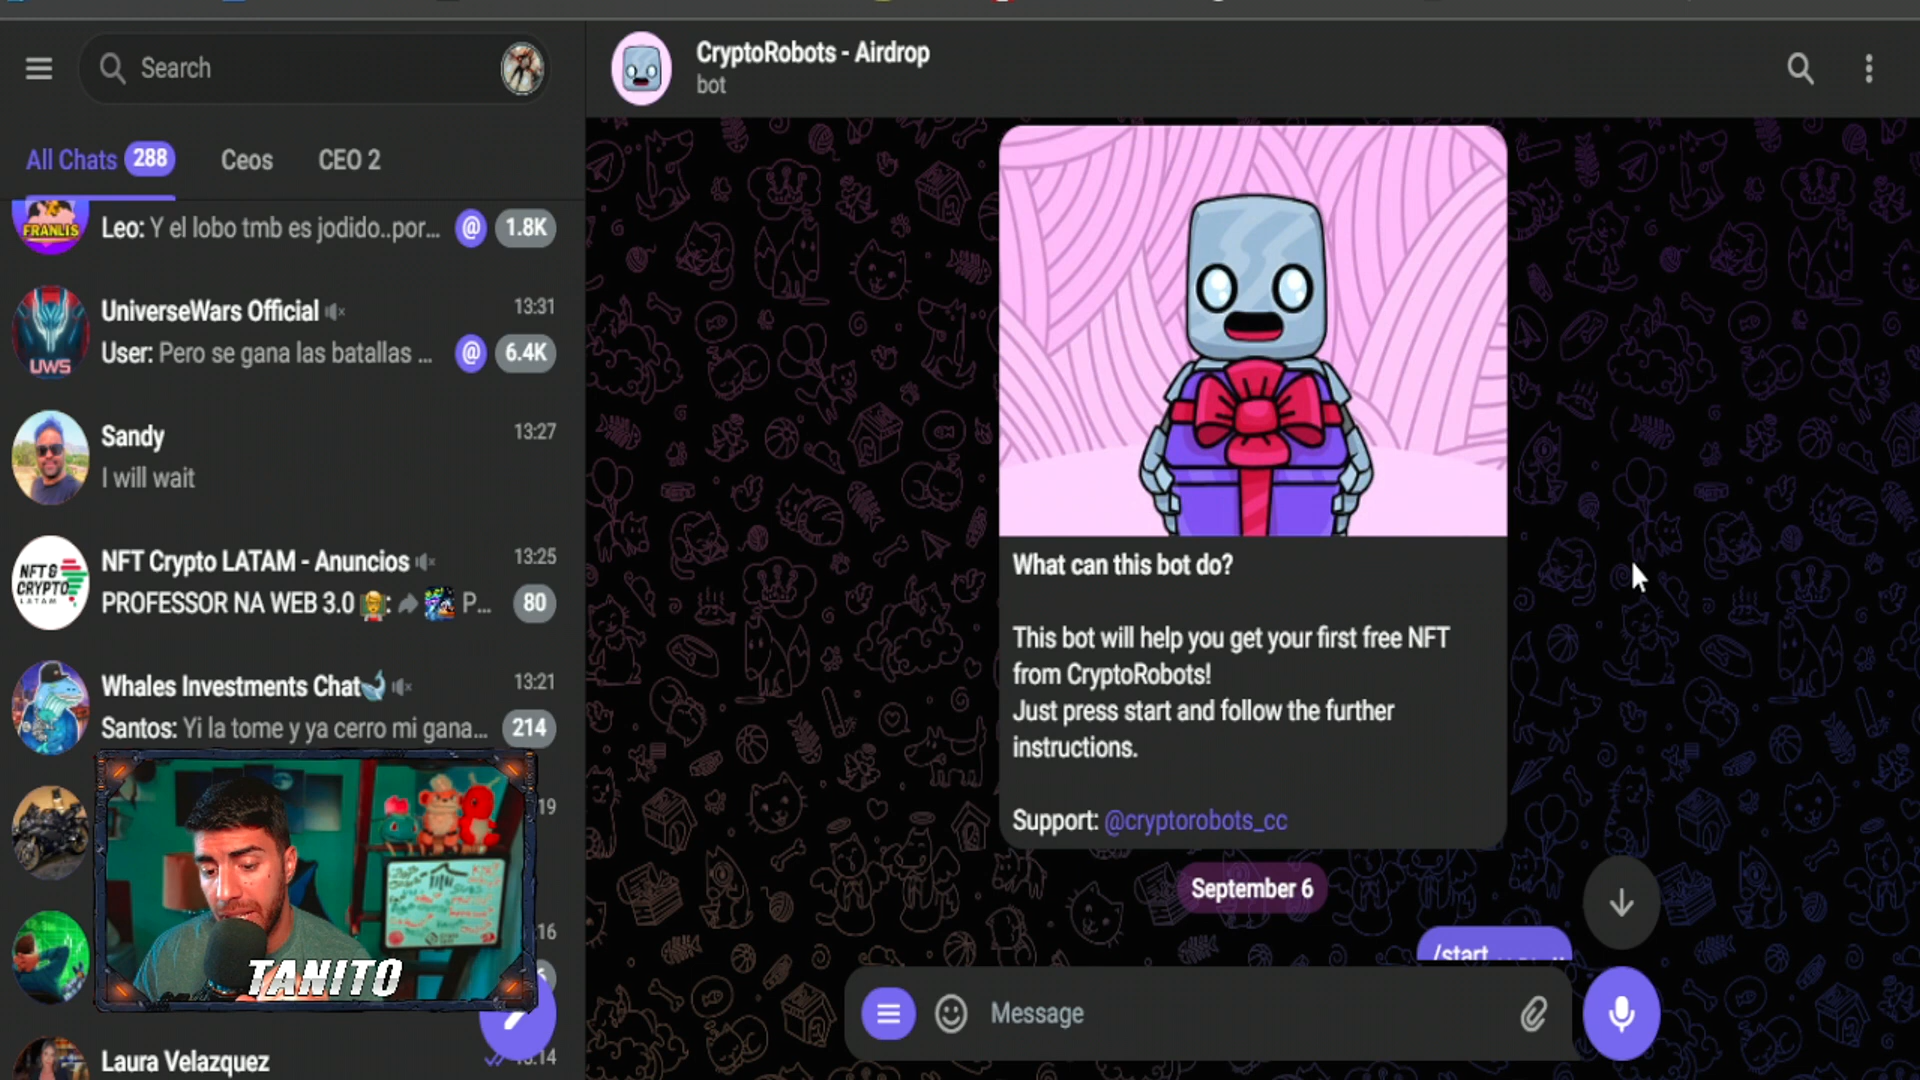 Search
All Chats 288
Ceos
CEO 2
FRANLIS
Leo: Y el lobo tmb es jodido..por...
@ 1.8K
UWS
UniverseWars Official
13:31
User: Pero se gana las batallas ...
@ 6.4K
Sandy
13:27
I will wait
NFT &
CRYPTO
LATAM
NFT Crypto LATAM - Anuncios
13:25
PROFESSOR NA WEB 3.0 : P...
80
Whales Investments Chat
13:21
Santos: Yi la tome y ya cerro mi gana...
214
19
16
TANITO
Laura Velazquez
14
CryptoRobots - Airdrop
bot
What can this bot do?
This bot will help you get your first free NFT
from CryptoRobots!
Just press start and follow the further
instructions.
Support: @cryptorobots_cc
September 6
/start
Message